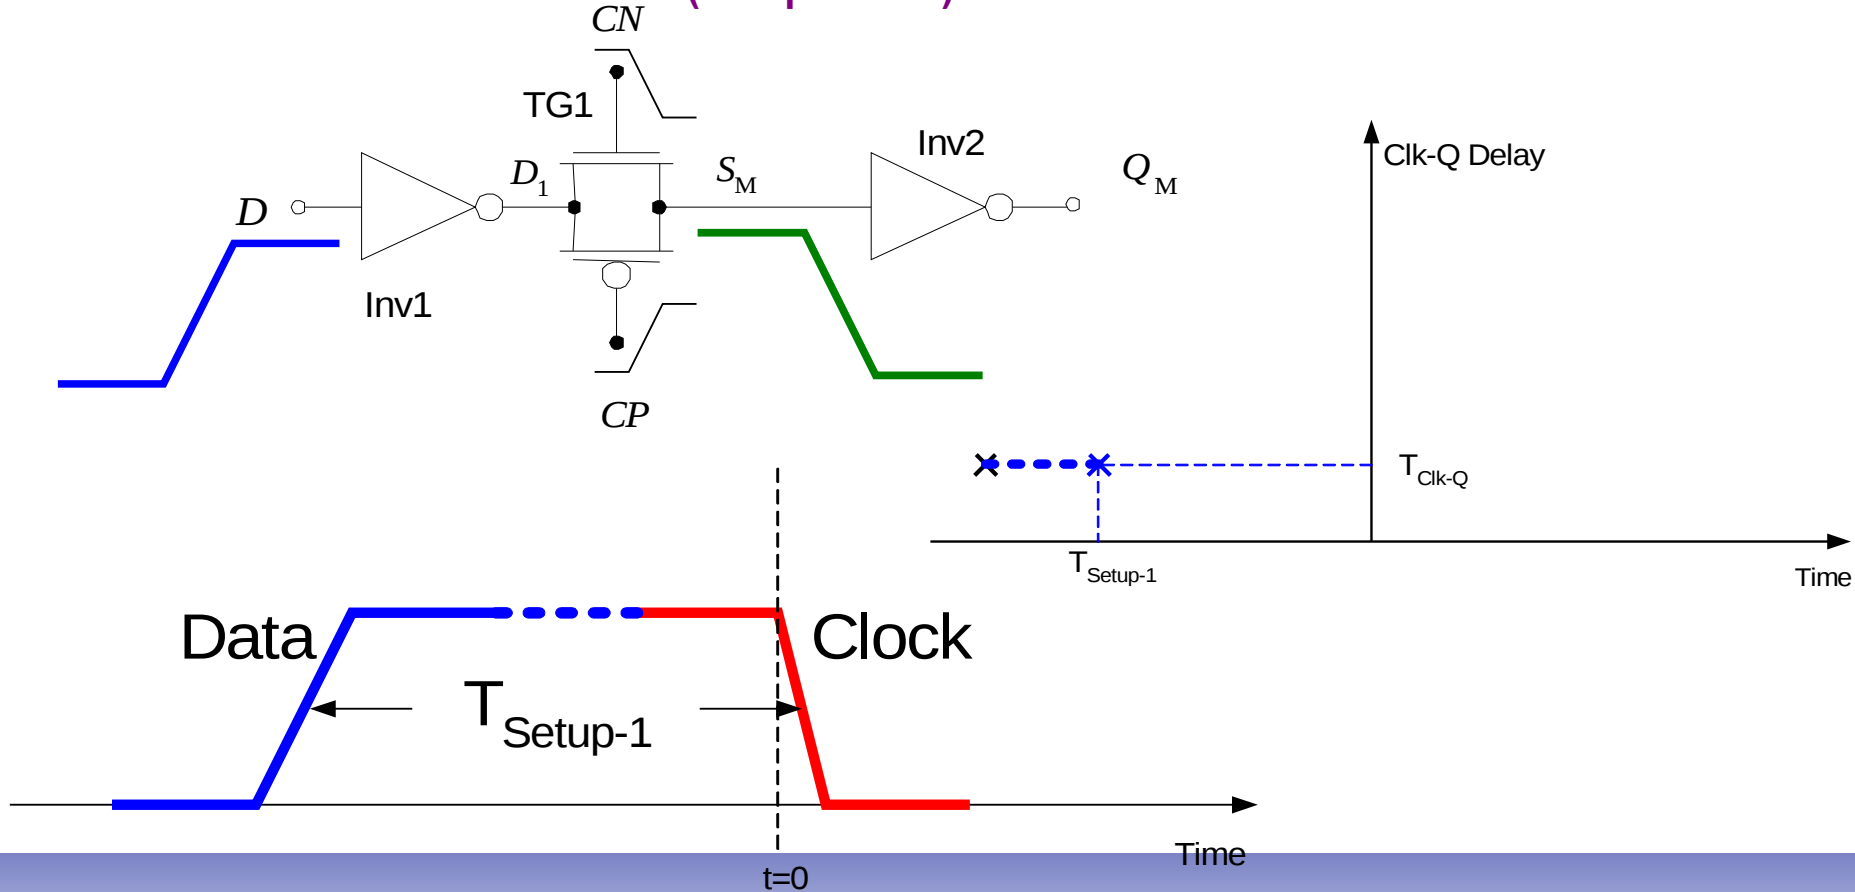 CN
TG1
Inv2
Clk-Q Delay
D
D1
SM
QM
Inv1
CP
TClk-Q
TSetup-1
Time
Data
Clock
TSetup-1
Time
t=0